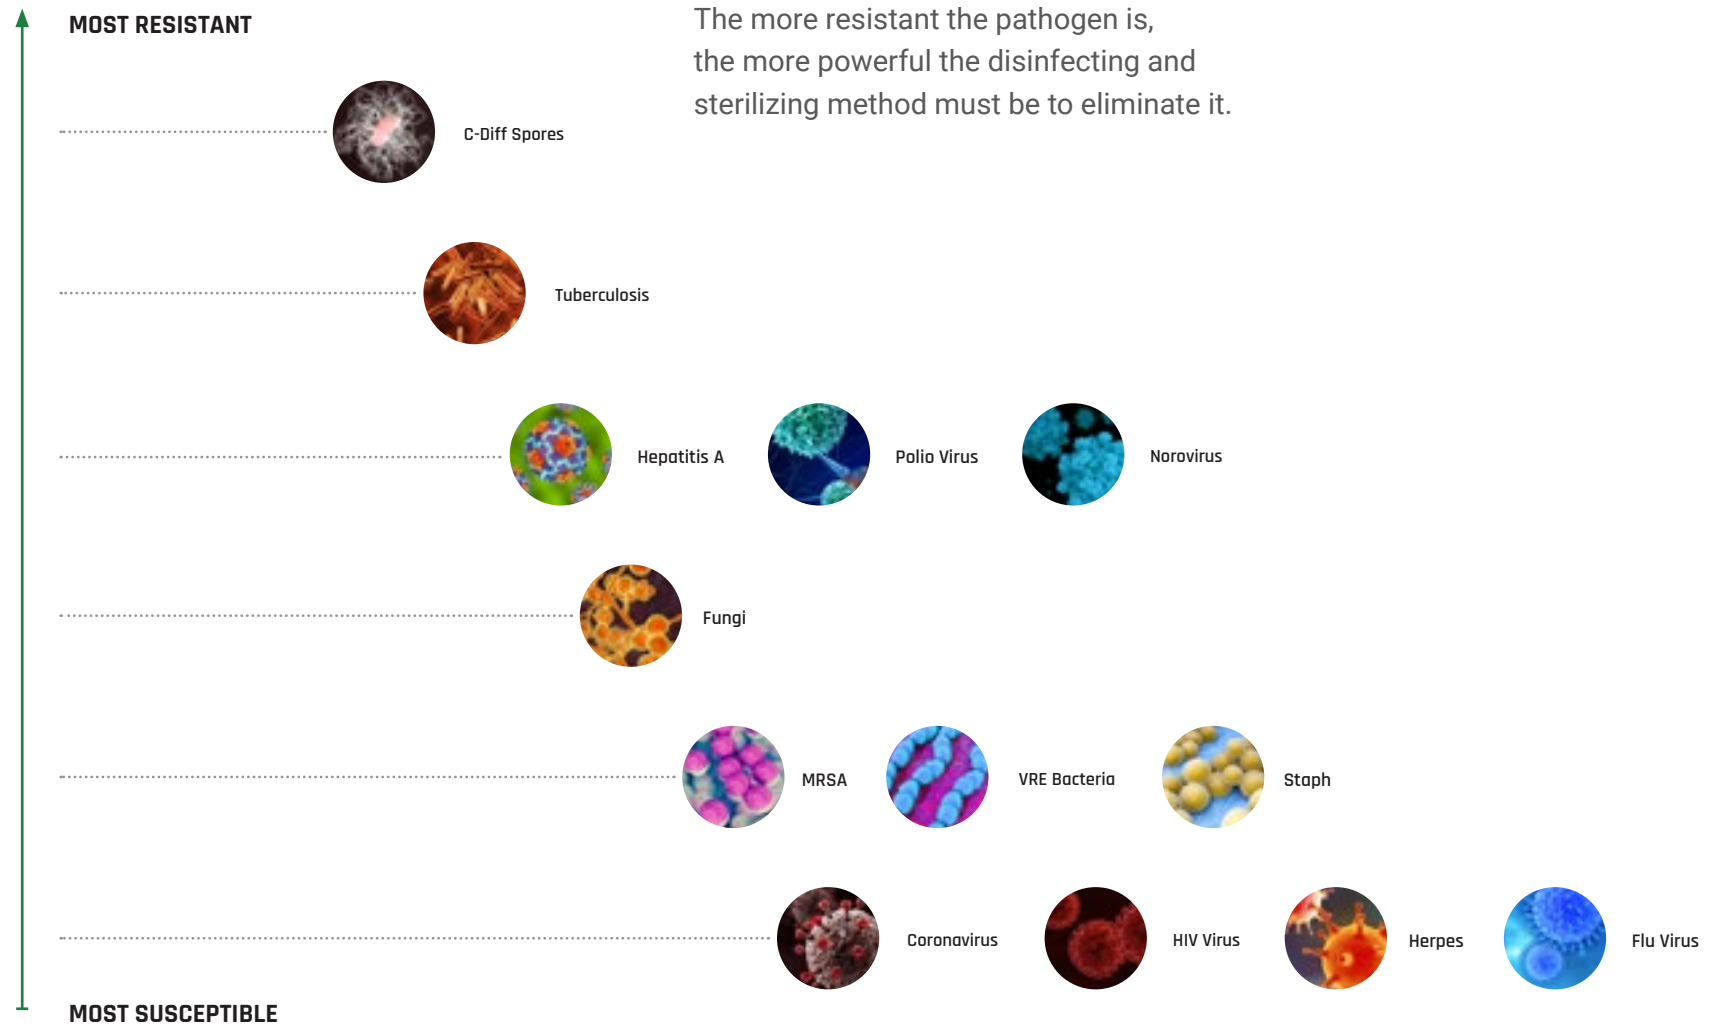 MOST RESISTANT
The more resistant the pathogen is,
the more powerful the disinfecting and
sterilizing method must be to eliminate it.
C-Diff Spores
Tuberculosis
Hepatitis A
Polio Virus
Norovirus
Fungi
MRSA
VRE Bacteria
Staph
Coronavirus
HIV Virus
Herpes
Flu Virus
MOST SUSCEPTIBLE